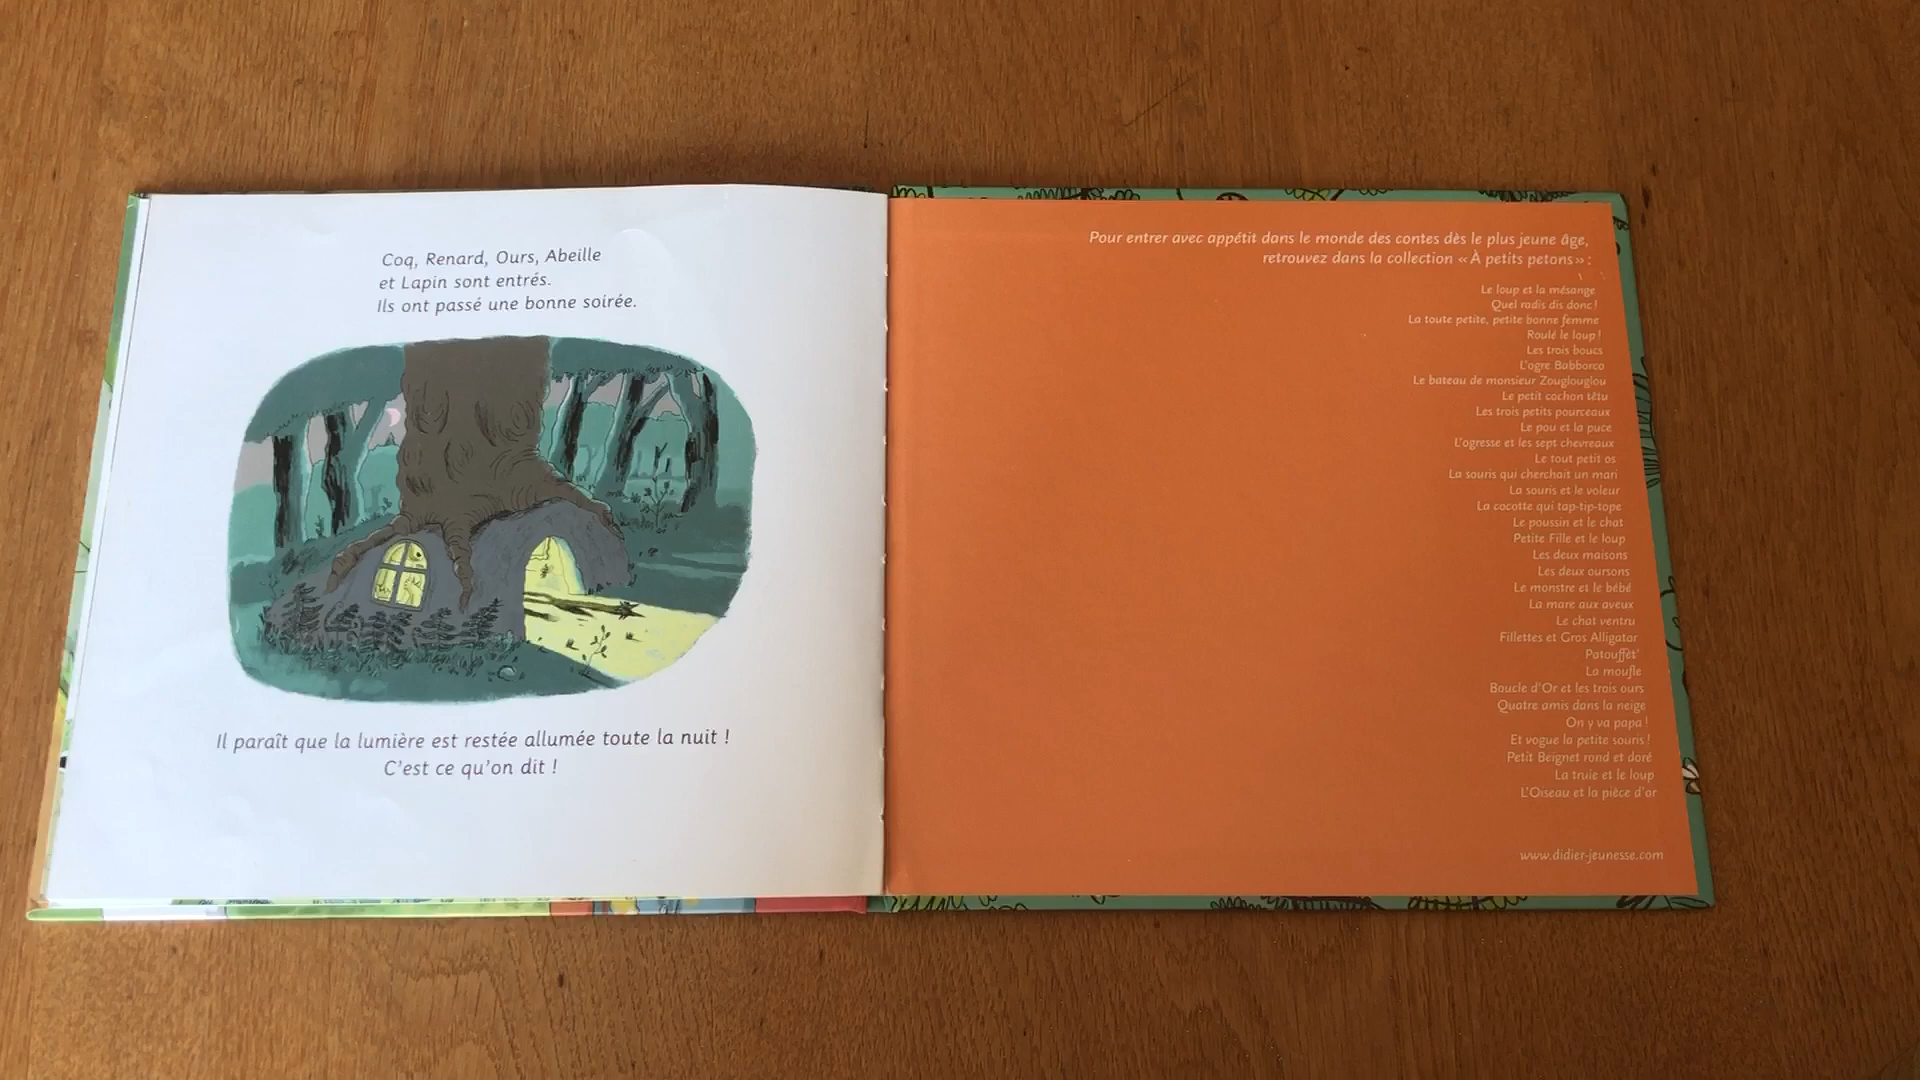 Coq, Renard, Ours, Abeille
et Lapin sont entrés.
Ils ont passé une bonne soirée.
Il paraît que la lumière est restée allumée toute la nuit !
C'est ce qu'on dit !
Pour entrer avec appétit dans le monde des contes dès le plus jeune âge,
retrouvez dans la collection « À petits petons » :
Le loup et la mésange
Quel radis dis donc !
La toute petite, petite bonne femme
Roulé le loup !
Les trois boucs
L'ogre Babborco
Le bateau de monsieur Zouglouglou
Le petit cochon têtu
Les trois petits pourceaux
Le pou et la puce
L'ogresse et les sept chevreaux
Le tout petit os
La souris qui cherchait un mari
La souris et le voleur
La cocotte qui tap-tip-tope
Le poussin et le chat
Petite Fille et le loup
Les deux maisons
Les deux oursons
Le monstre et le bébé
La mare aux aveux
Le chat ventru
Fillettes et Gros Alligator
Patouffèt'
La moufle
Boucle d'Or et les trois ours
Quatre amis dans la neige
On y va papa !
Et vogue la petite souris !
Petit Beignet rond et doré
La truie et le loup
L'Oiseau et la pièce d'or
www.didier-jeunesse.com